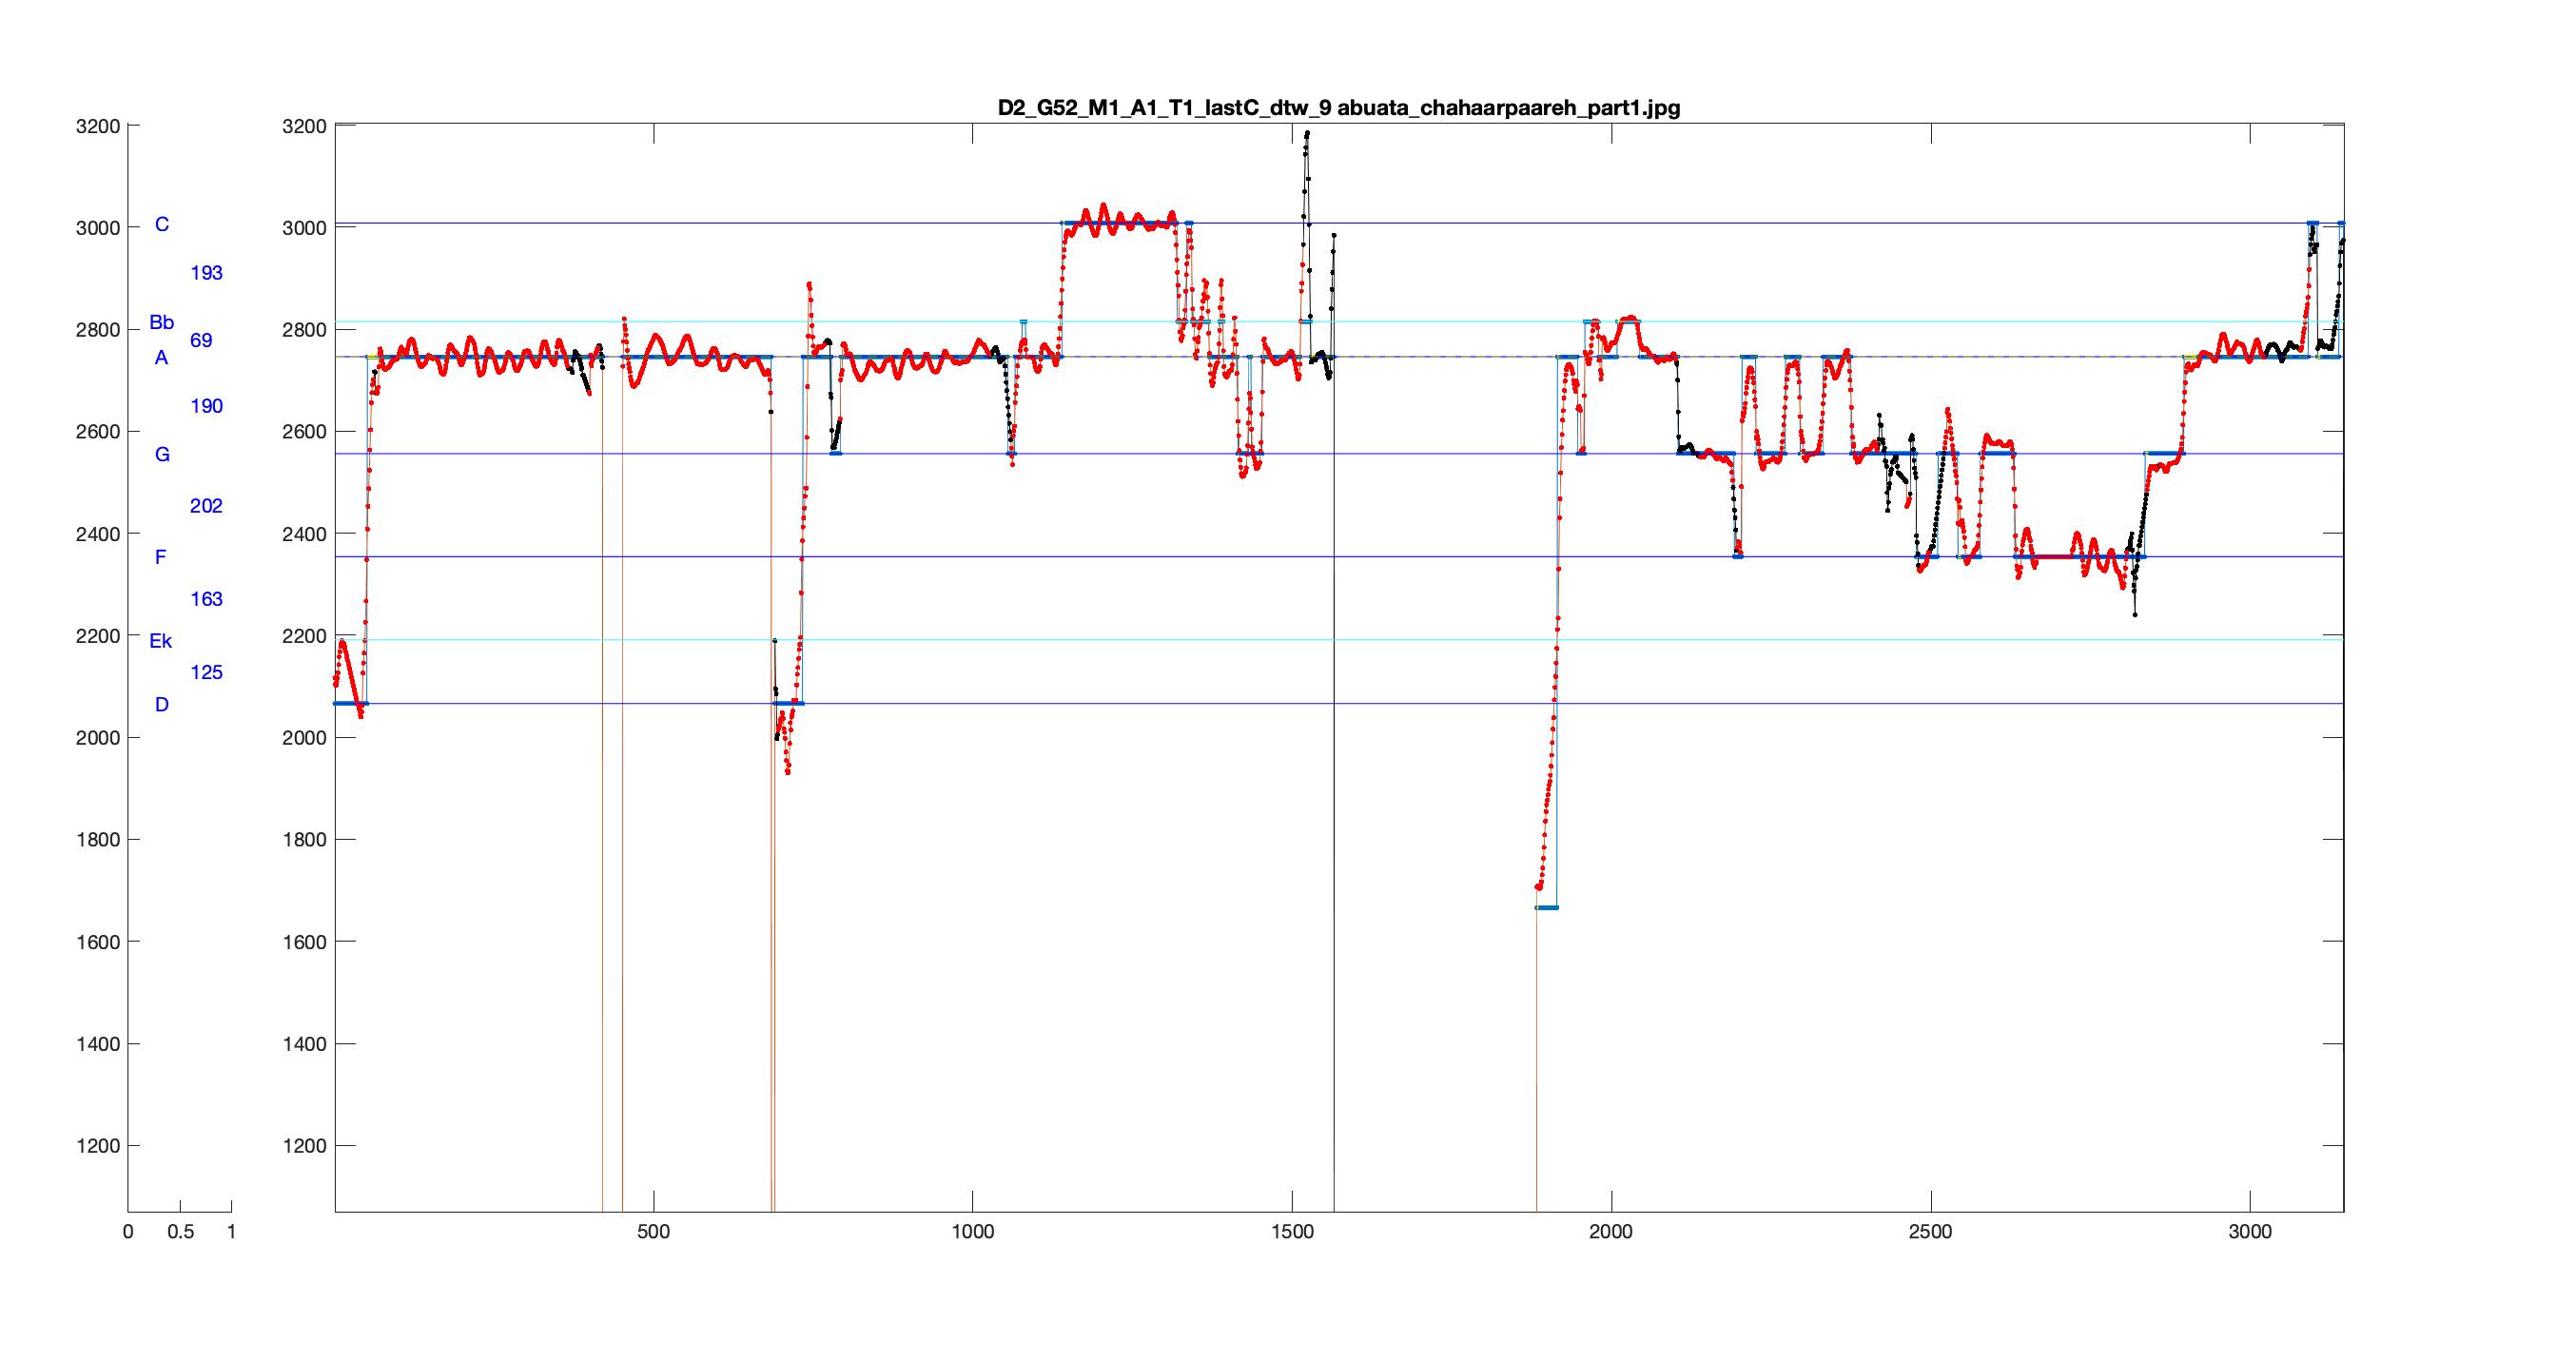 D2_G52_M1_A1_T1_lastC_dtw_9 abuata_chahaarpaareh_part1.jpg
3200 3200
3000 C 3000
193
2800 Bb 2800
69
A
190
2600 2600
G
202
2400 2400
F
163
2200 Ek 2200
125
D
2000 2000
1800 1800
1600 1600
1400 1400
1200 1200
0 0.5 1 500 1000 1500 2000 2500 3000